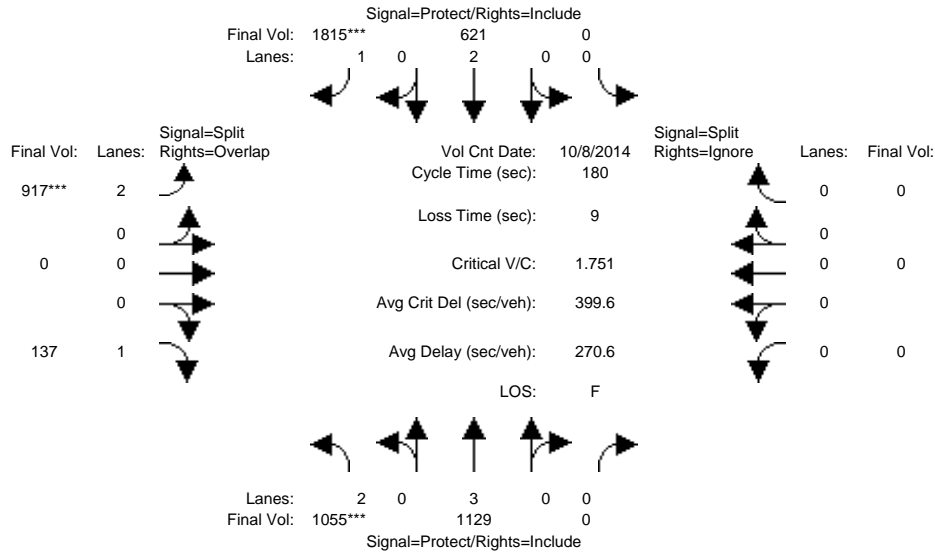 Signal=Protect/Rights=Include
Final Vol: 1815*** 621 0
Lanes: 1 0 2 0 0
Signal=Split Signal=Split
Final Vol: Lanes: Rights=Overlap Vol Cnt Date: 10/8/2014 Rights=Ignore Lanes: Final Vol:
Cycle Time (sec): 180
917*** 2 0 0
Loss Time (sec): 9
0 0
0 0 Critical V/C: 1.751 0 0
0 Avg Crit Del (sec/veh): 399.6 0
137 1 Avg Delay (sec/veh): 270.6 0 0
LOS: F
Lanes: 2 0 3 0 0
Final Vol: 1055*** 1129 0
Signal=Protect/Rights=Include